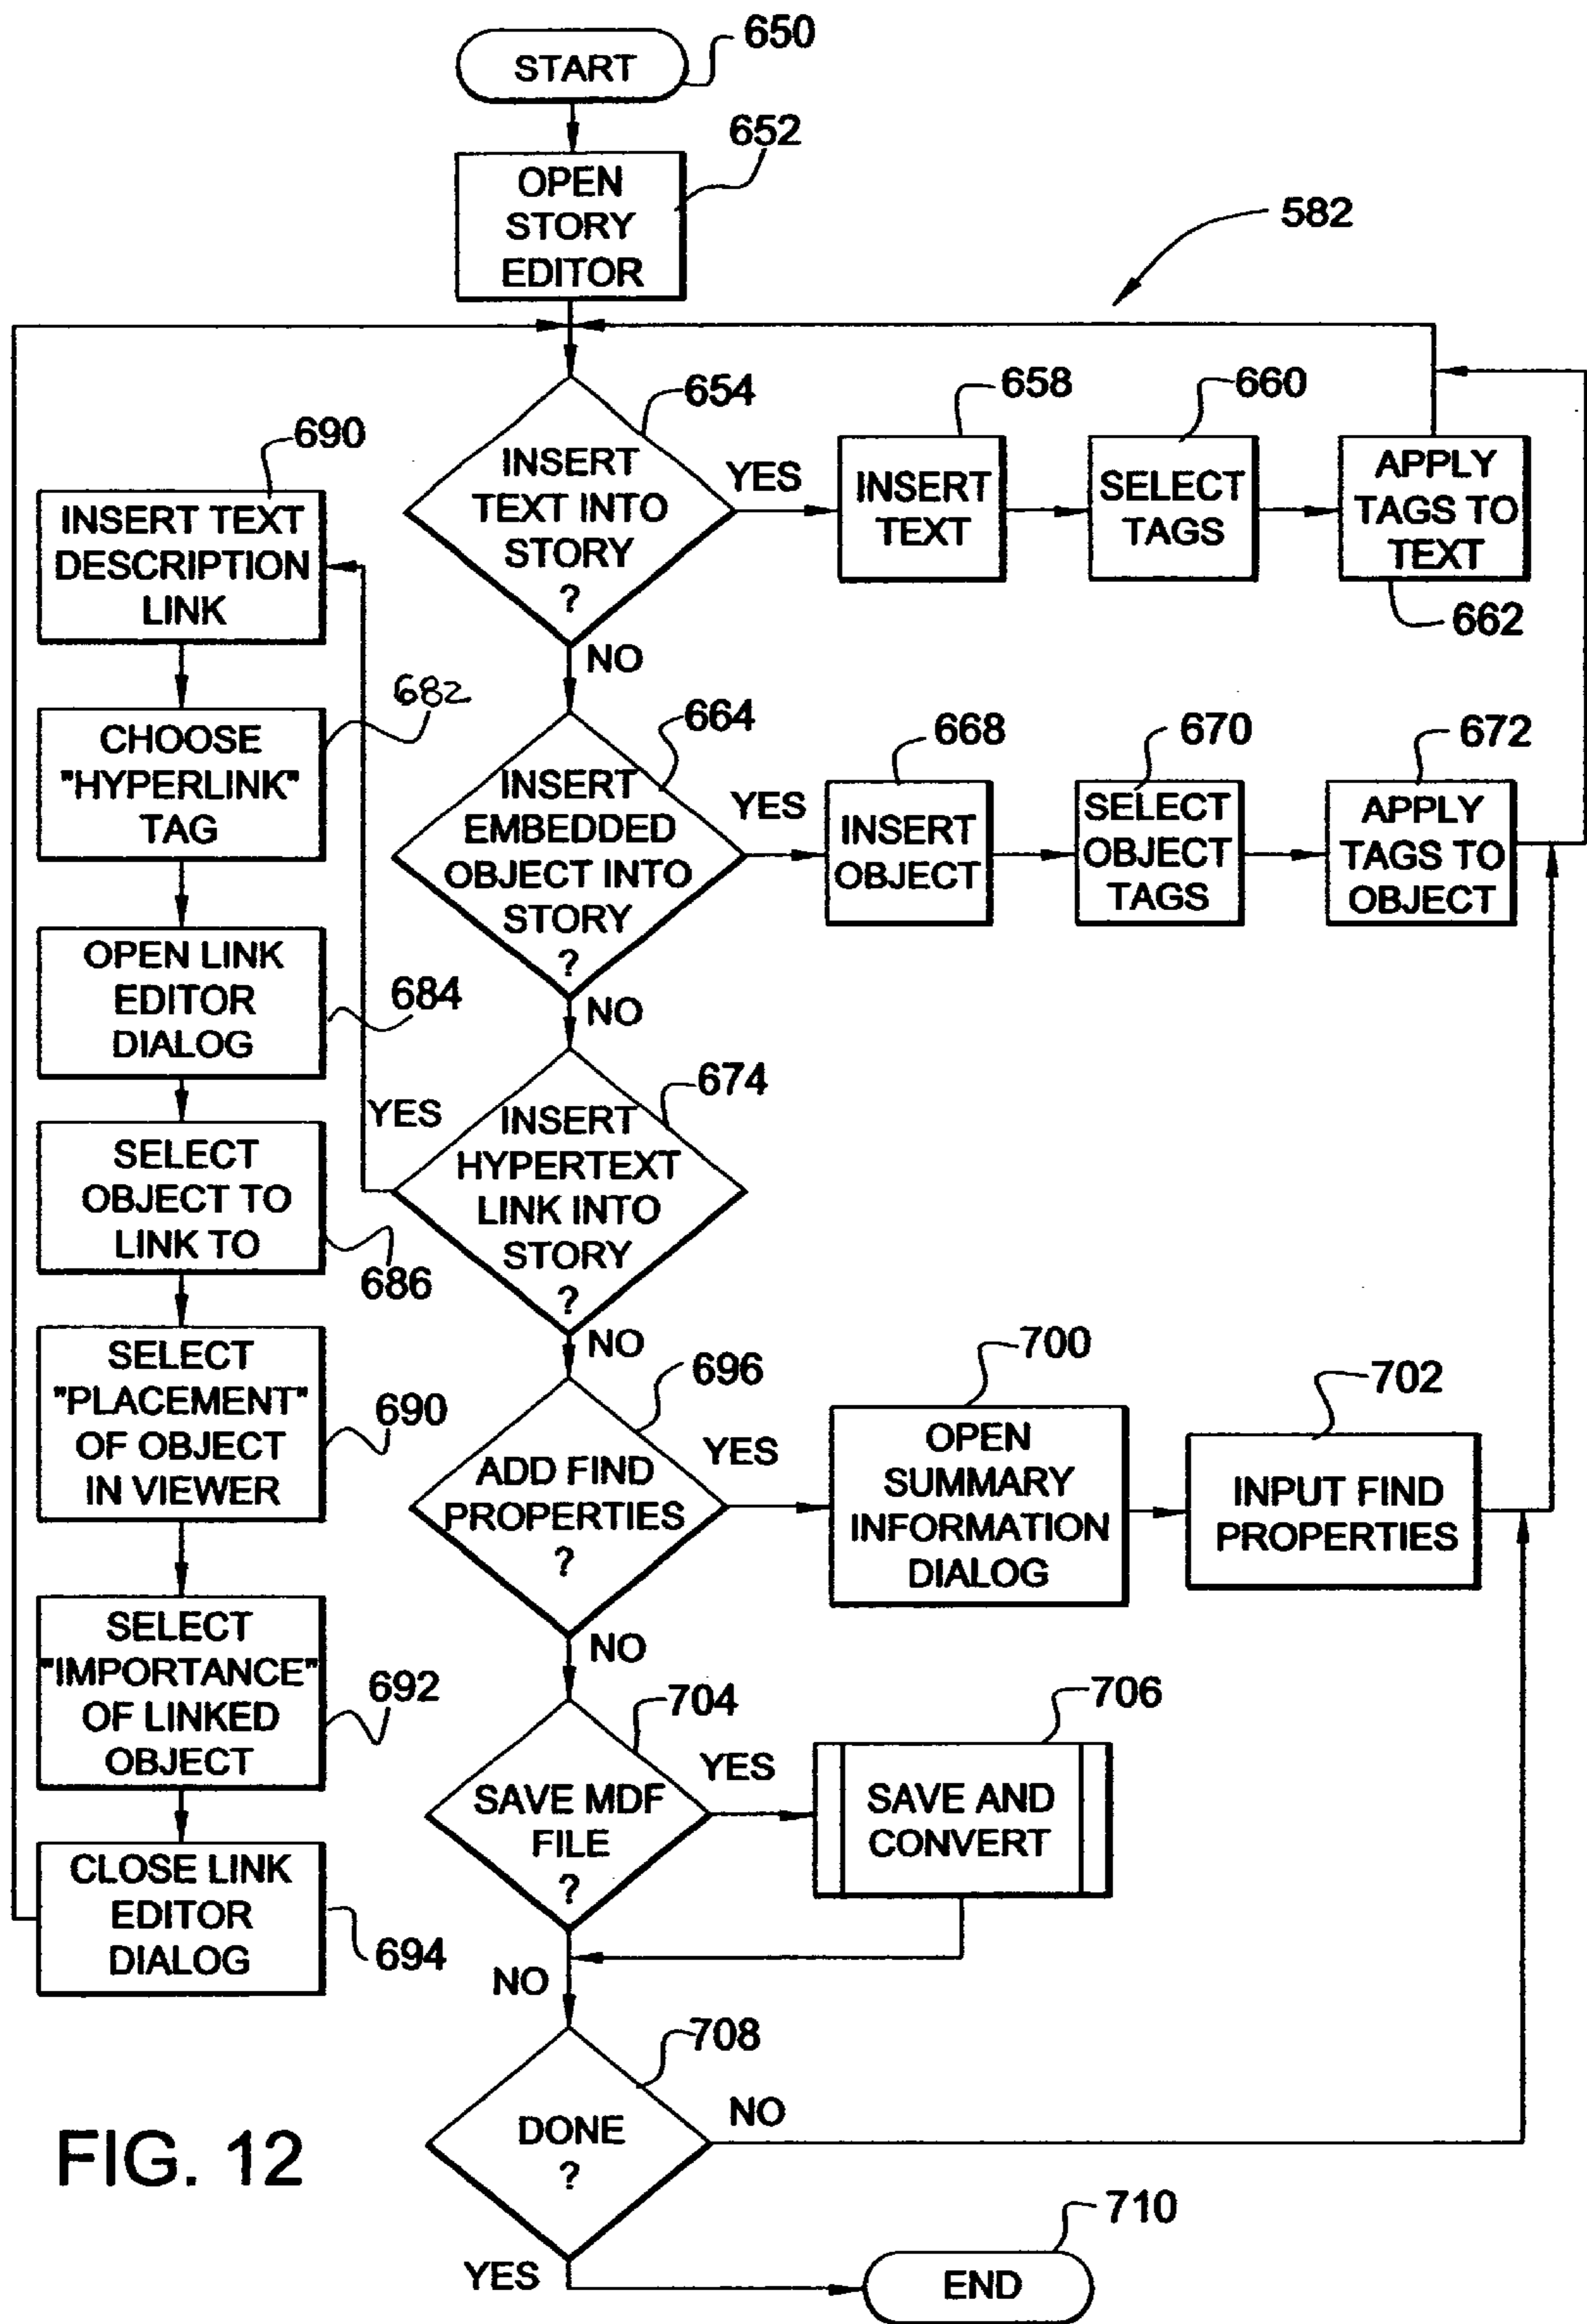 START
650
OPEN
STORY
EDITOR
652
582
INSERT
TEXT INTO
STORY
?
654
YES
INSERT
TEXT
658
SELECT
TAGS
660
APPLY
TAGS TO
TEXT
662
NO
INSERT
EMBEDDED
OBJECT INTO
STORY
?
664
YES
INSERT
OBJECT
668
SELECT
OBJECT
TAGS
670
APPLY
TAGS TO
OBJECT
672
NO
INSERT
HYPERTEXT
LINK INTO
STORY
?
674
YES
INSERT TEXT
DESCRIPTION
LINK
690
CHOOSE
"HYPERLINK"
TAG
682
OPEN LINK
EDITOR
DIALOG
684
SELECT
OBJECT TO
LINK TO
686
SELECT
"PLACEMENT"
OF OBJECT
IN VIEWER
690
SELECT
"IMPORTANCE"
OF LINKED
OBJECT
692
CLOSE LINK
EDITOR
DIALOG
694
NO
ADD FIND
PROPERTIES
?
696
YES
OPEN
SUMMARY
INFORMATION
DIALOG
700
INPUT FIND
PROPERTIES
702
NO
SAVE MDF
FILE
?
704
YES
SAVE AND
CONVERT
706
NO
DONE
?
708
NO
YES
END
710
FIG. 12